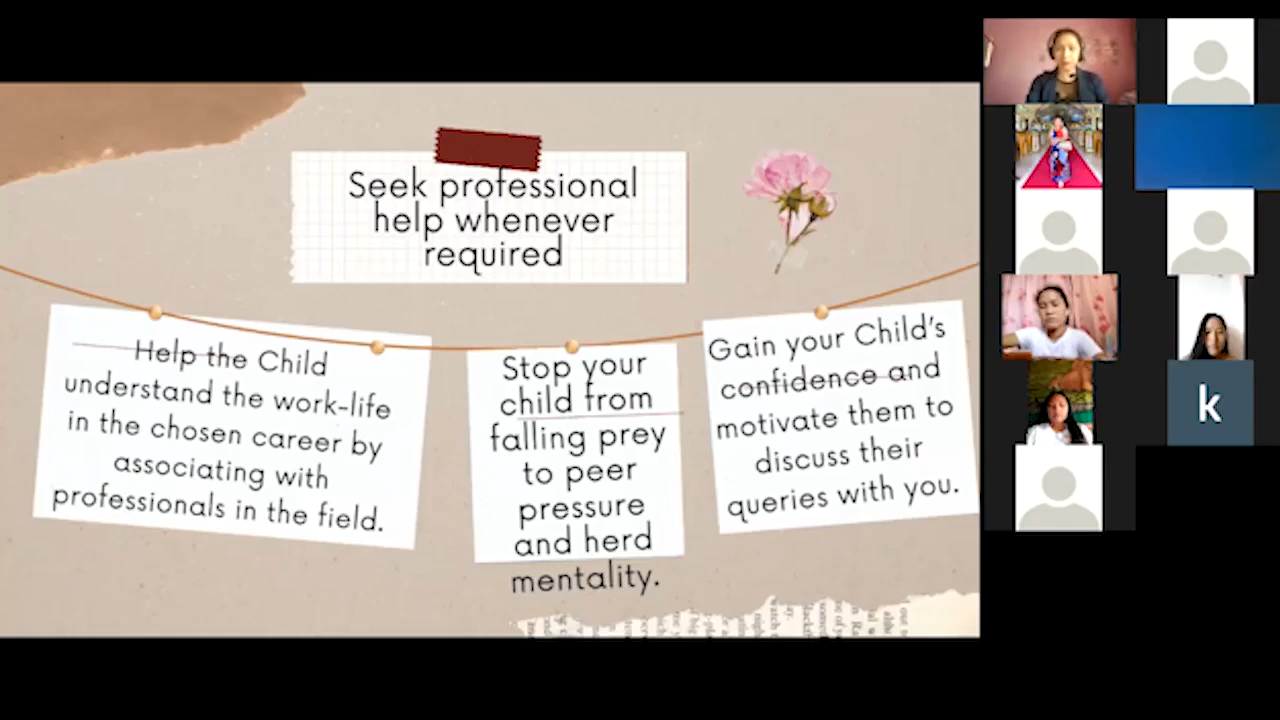 Seek professional
help whenever
required
Help the Child
understand the work-life
in the chosen career by
associating with
professionals in the field.
Stop your
child from
falling prey
to peer
pressure
and herd
mentality.
Gain your Child's
confidence and
motivate them to
discuss their
queries with you.
k